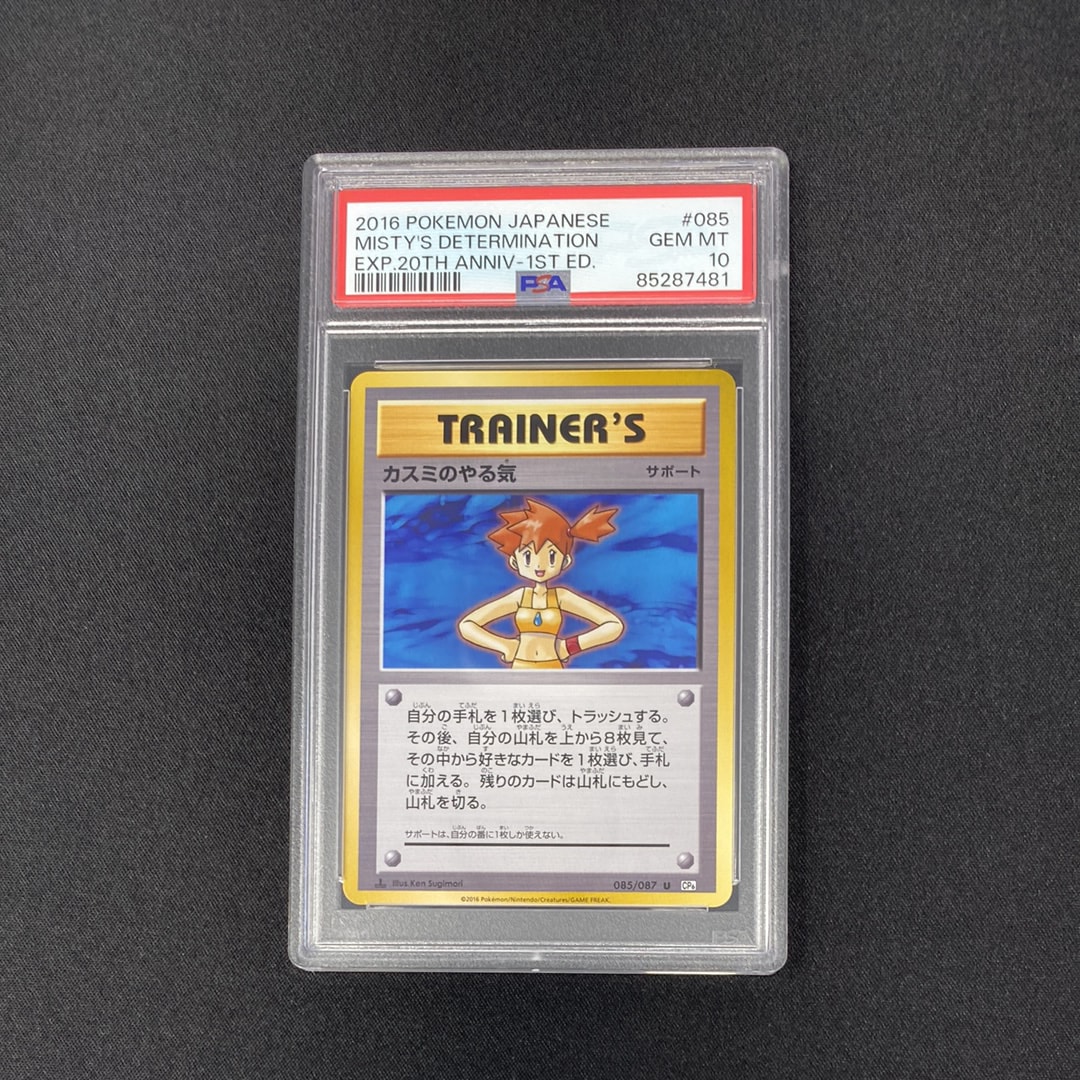 2016 POKEMON JAPANESE #085
MISTY'S DETERMINATION GEM MT
EXP.20TH ANNIV-1ST ED. 10
PSA 85287481
TRAINER'S
カスミのやる気 サポート
自分の手札を1枚選び、トラッシュする。
その後、自分の山札を上から8枚見て、
その中から好きなカードを1枚選び、手札
に加える。残りのカードは山札にもどし、
山札を切る。
サポートは、自分の番に1枚しか使えない。
Illus.Ken Sugimori 085/087 U CP6
©2016 Pokémon/Nintendo/Creatures/GAME FREAK.